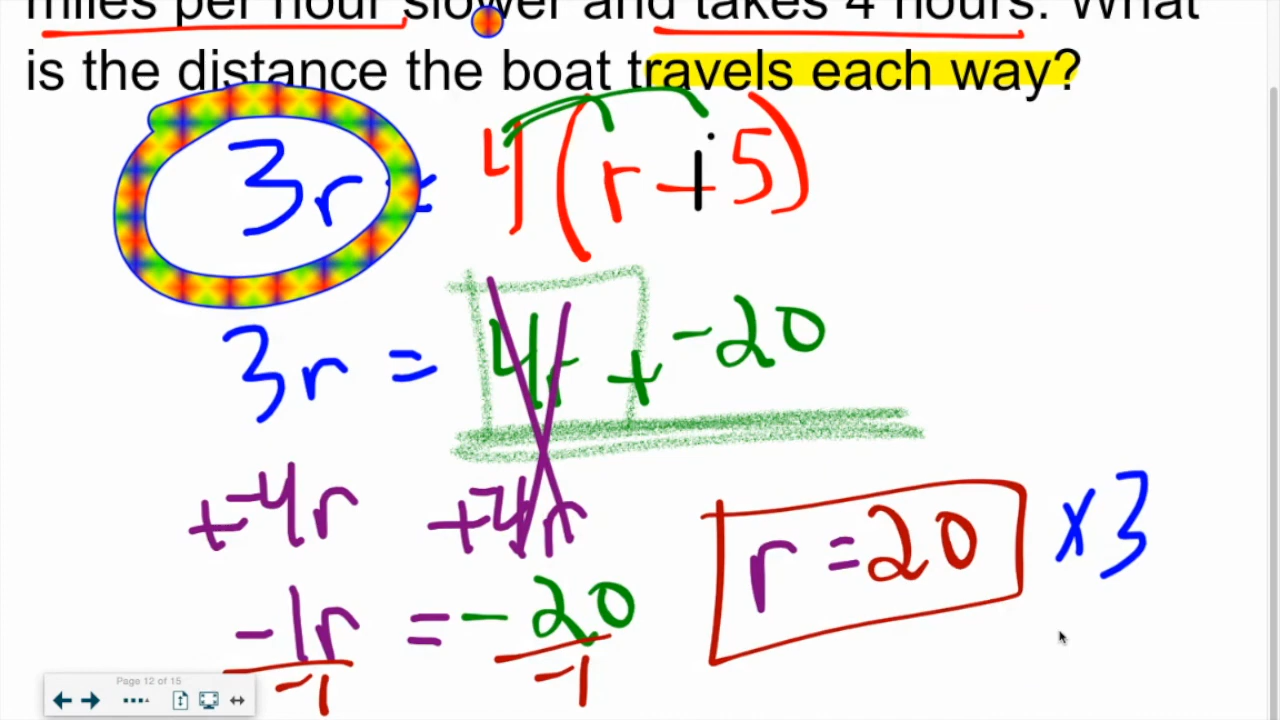 miles per hour slower and takes 4 hours. What
is the distance the boat travels each way?
3r = 4(r + -5)
3r = 4r + -20
+-4r +-4r
-1r = -20
-1 -1
r = 20 x3
Page 12 of 15